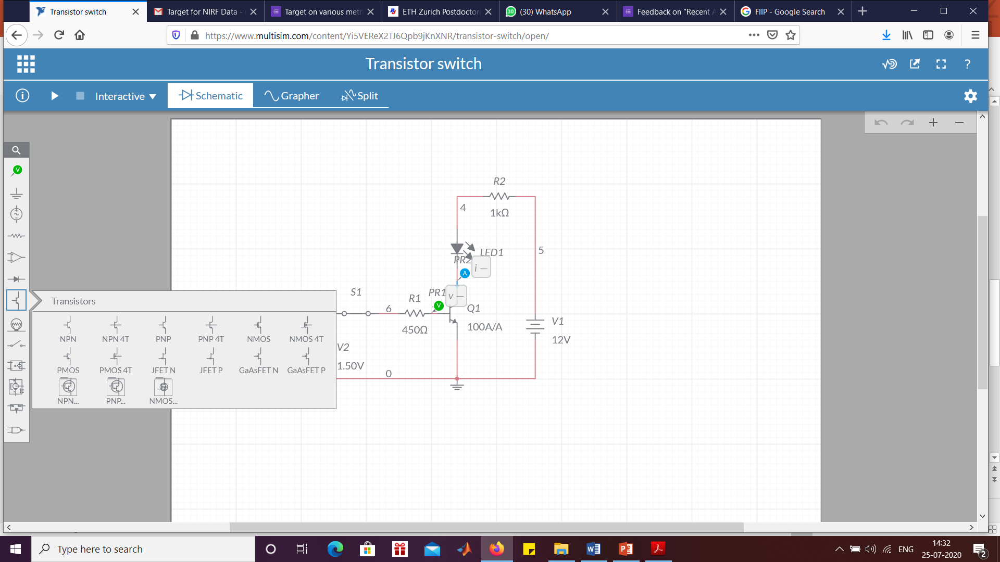 Transistor switch
Target for NIRF Data -
Target on various metr
ETH Zurich Postdoctor
30 (30) WhatsApp
Feedback on "Recent A
FIIP - Google Search
https://www.multisim.com/content/Yi5VEReX2TJ6Qpb9jKnXNR/transistor-switch/open/
Transistor switch
?
Interactive
Schematic
Grapher
Split
V
R2
4
1kΩ
LED1
5
PR2
i —
A
S1
PR1
v —
R1
V
6
Q1
450Ω
100A/A
V1
12V
V2
1.50V
0
Transistors
NPN NPN 4T PNP PNP 4T NMOS NMOS 4T
PMOS PMOS 4T JFET N JFET P GaAsFET N GaAsFET P
NPN... PNP... NMOS...
Type here to search
ENG
14:32
25-07-2020
2